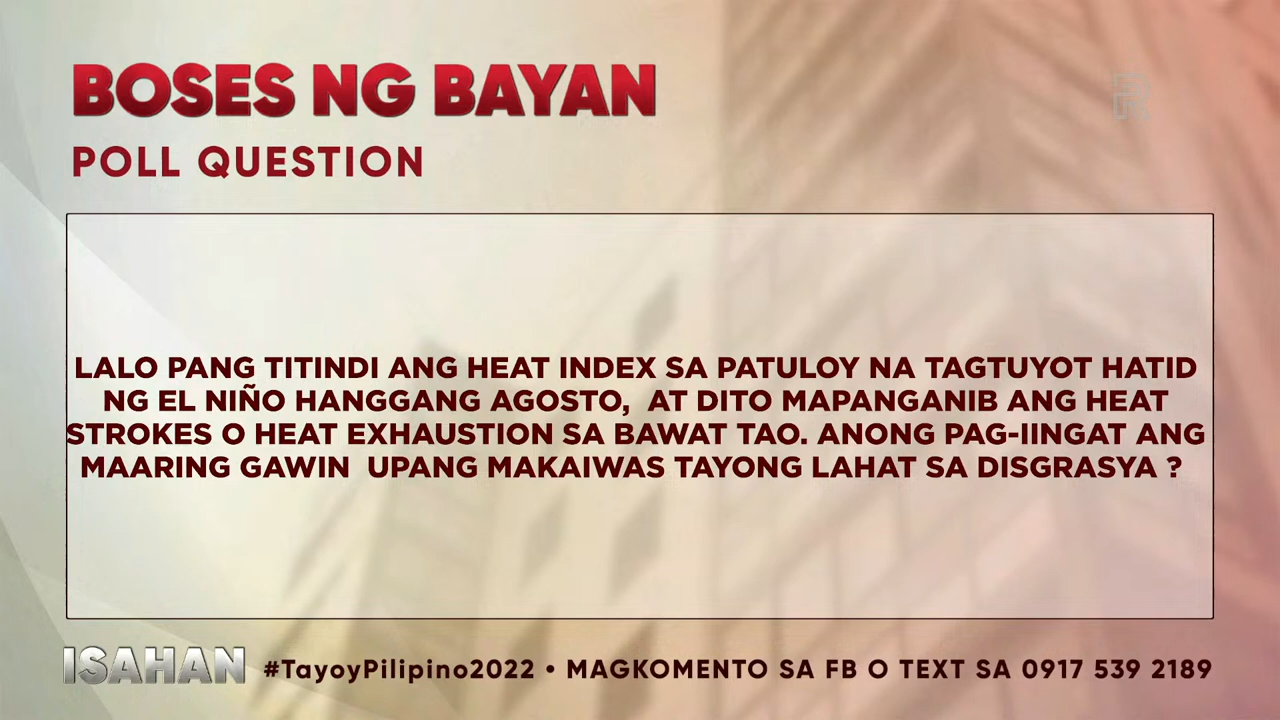 BOSES NG BAYAN
POLL QUESTION
LALO PANG TITINDI ANG HEAT INDEX SA PATULOY NA TAGTUYOT HATID
NG EL NIÑO HANGGANG AGOSTO,  AT DITO MAPANGANIB ANG HEAT
STROKES O HEAT EXHAUSTION SA BAWAT TAO. ANONG PAG-IINGAT ANG
MAARING GAWIN  UPANG MAKAIWAS TAYONG LAHAT SA DISGRASYA ?
ISAHAN #TayoyPilipino2022 • MAGKOMENTO SA FB O TEXT SA 0917 539 2189